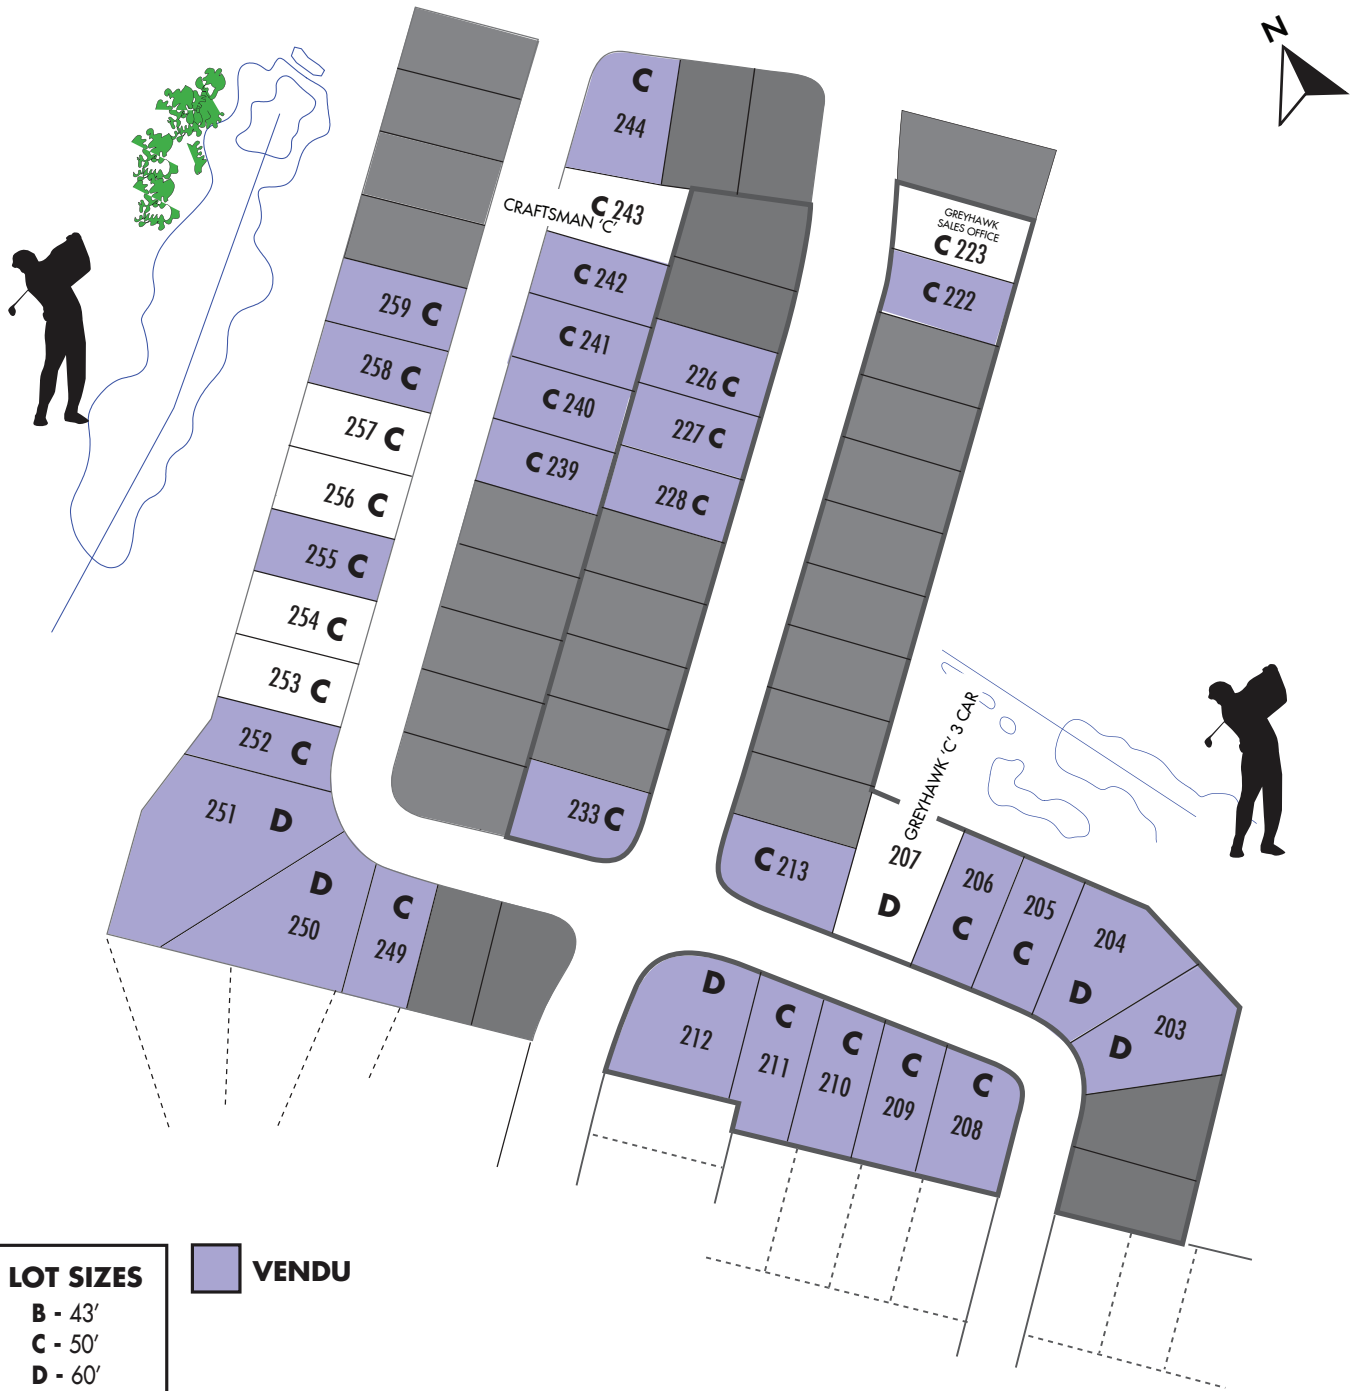 N
C
244
CRAFTSMAN 'C'
C 243
C 242
C 241
C 240
C 239
259 C
258 C
257 C
256 C
255 C
254 C
253 C
252 C
251 D
D
250
C
249
226 C
227 C
228 C
233 C
GREYHAWK
SALES OFFICE
C 223
C 222
C 213
GREYHAWK 'C' 3 CAR
207
D
206
C
205
C
204
D
203
D
D
212
C
211
C
210
C
209
C
208
LOT SIZES
B - 43'
C - 50'
D - 60'
VENDU